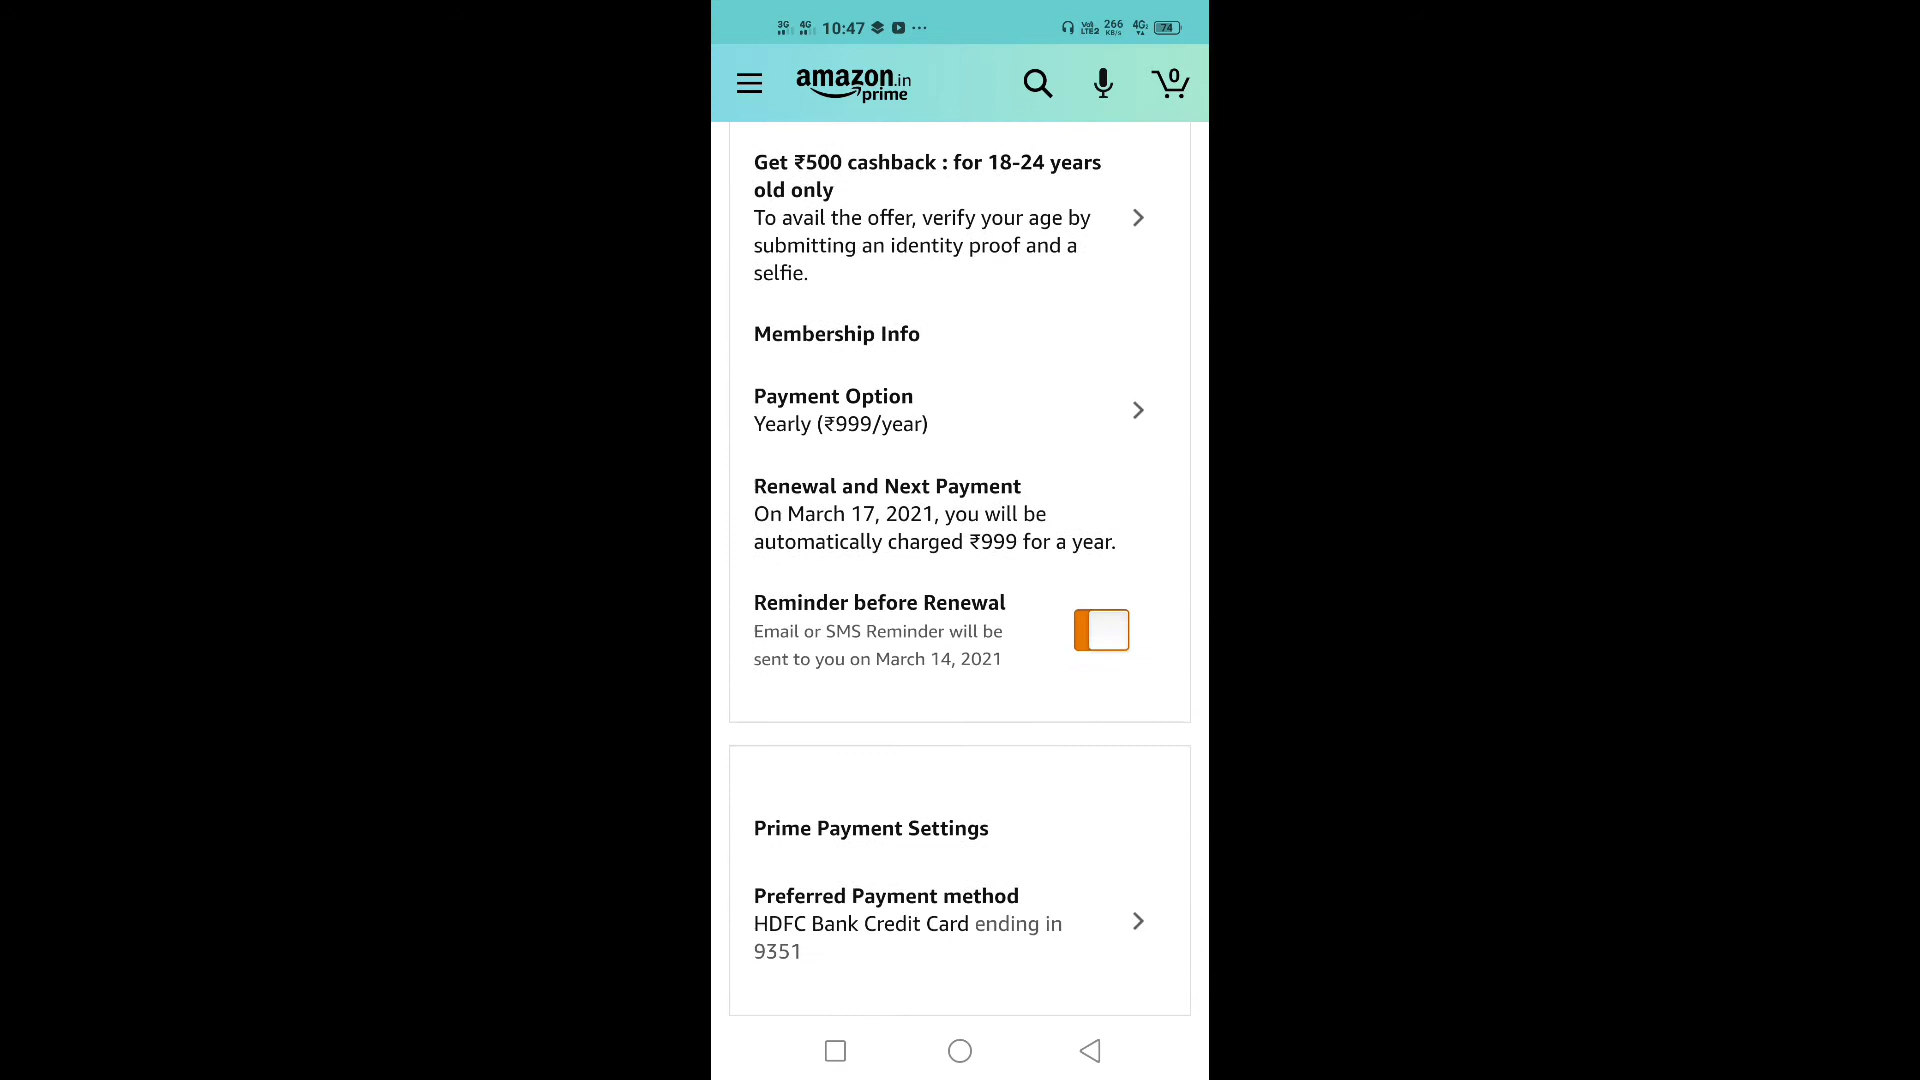 3G 4G 10:47 ... VoLTE2 266 KB/s 4G 74
amazon.in
prime
0
Get ₹500 cashback : for 18-24 years
old only
To avail the offer, verify your age by
submitting an identity proof and a
selfie.
Membership Info
Payment Option
Yearly (₹999/year)
Renewal and Next Payment
On March 17, 2021, you will be
automatically charged ₹999 for a year.
Reminder before Renewal
Email or SMS Reminder will be
sent to you on March 14, 2021
Prime Payment Settings
Preferred Payment method
HDFC Bank Credit Card ending in
9351